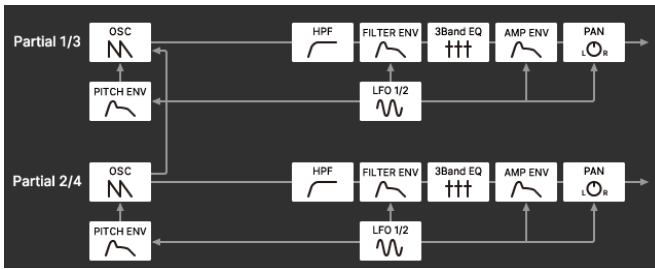 Partial 1/3
OSC
HPF
FILTER ENV
3Band EQ
AMP ENV
PAN
L R
PITCH ENV
LFO 1/2
Partial 2/4
OSC
HPF
FILTER ENV
3Band EQ
AMP ENV
PAN
L R
PITCH ENV
LFO 1/2